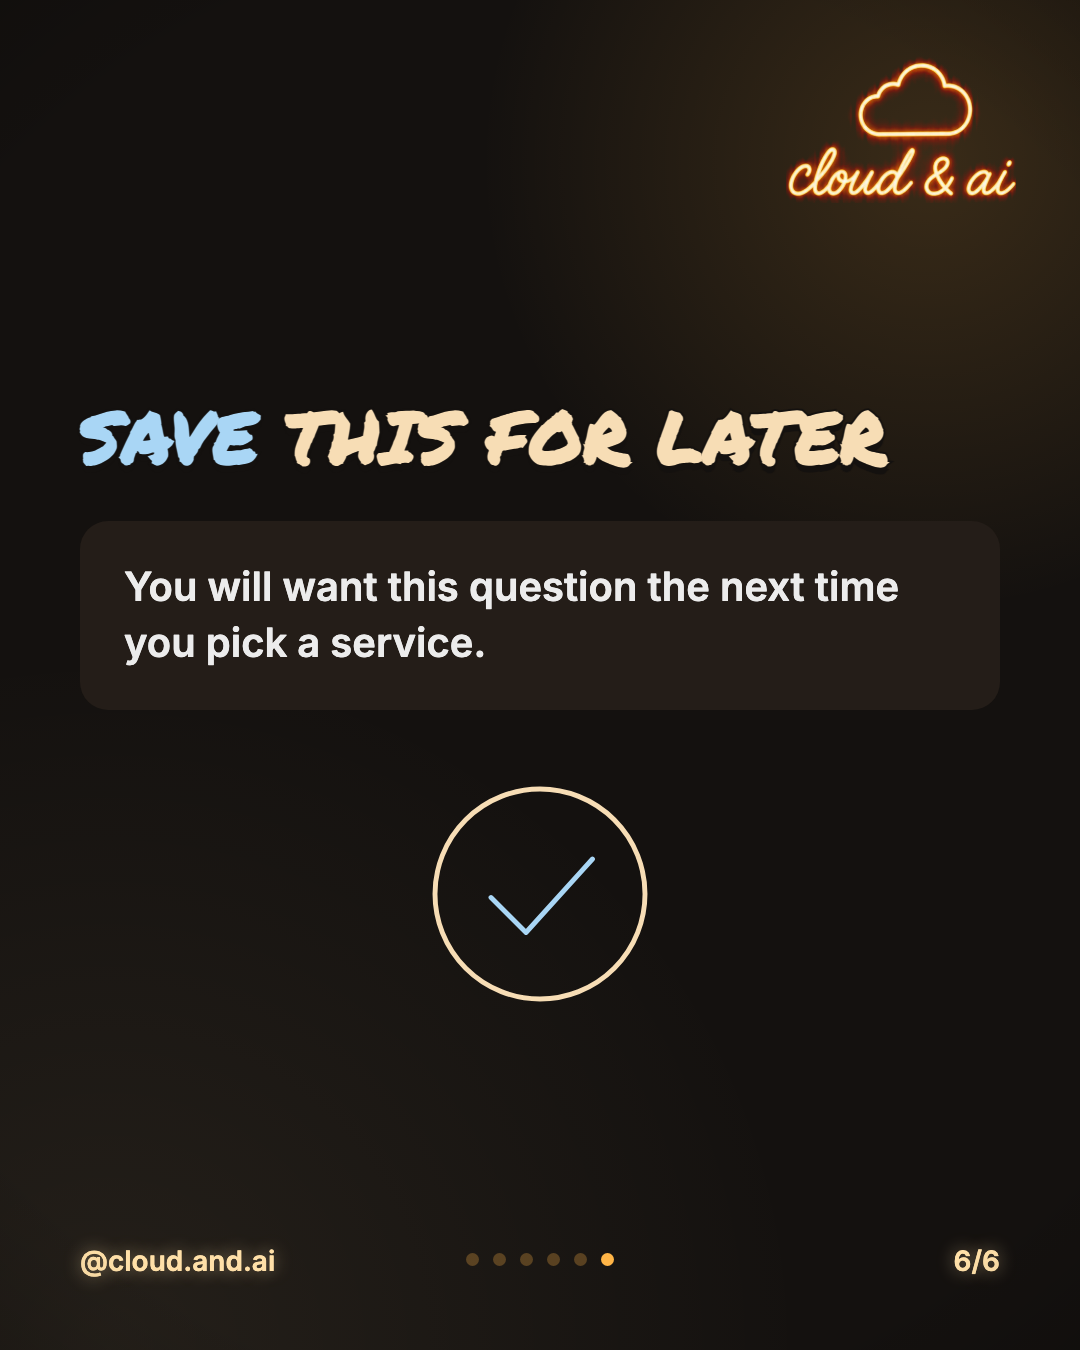 cloud & ai
SAVE THIS FOR LATER
You will want this question the next time
you pick a service.
@cloud.and.ai
6/6